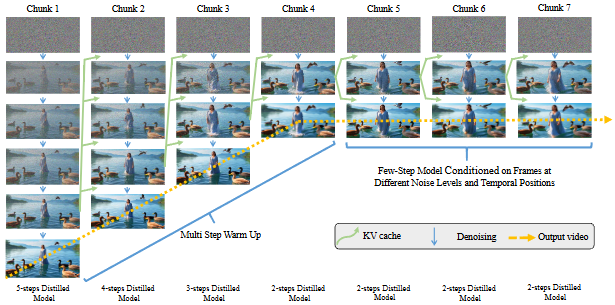 Chunk 1
Chunk 2
Chunk 3
Chunk 4
Chunk 5
Chunk 6
Chunk 7
Few-Step Model Conditioned on Frames at
Different Noise Levels and Temporal Positions
Multi Step Warm Up
KV cache
Denoising
Output video
5-steps Distilled
Model
4-steps Distilled
Model
3-steps Distilled
Model
2-steps Distilled
Model
2-steps Distilled
Model
2-steps Distilled
Model
2-steps Distilled
Model